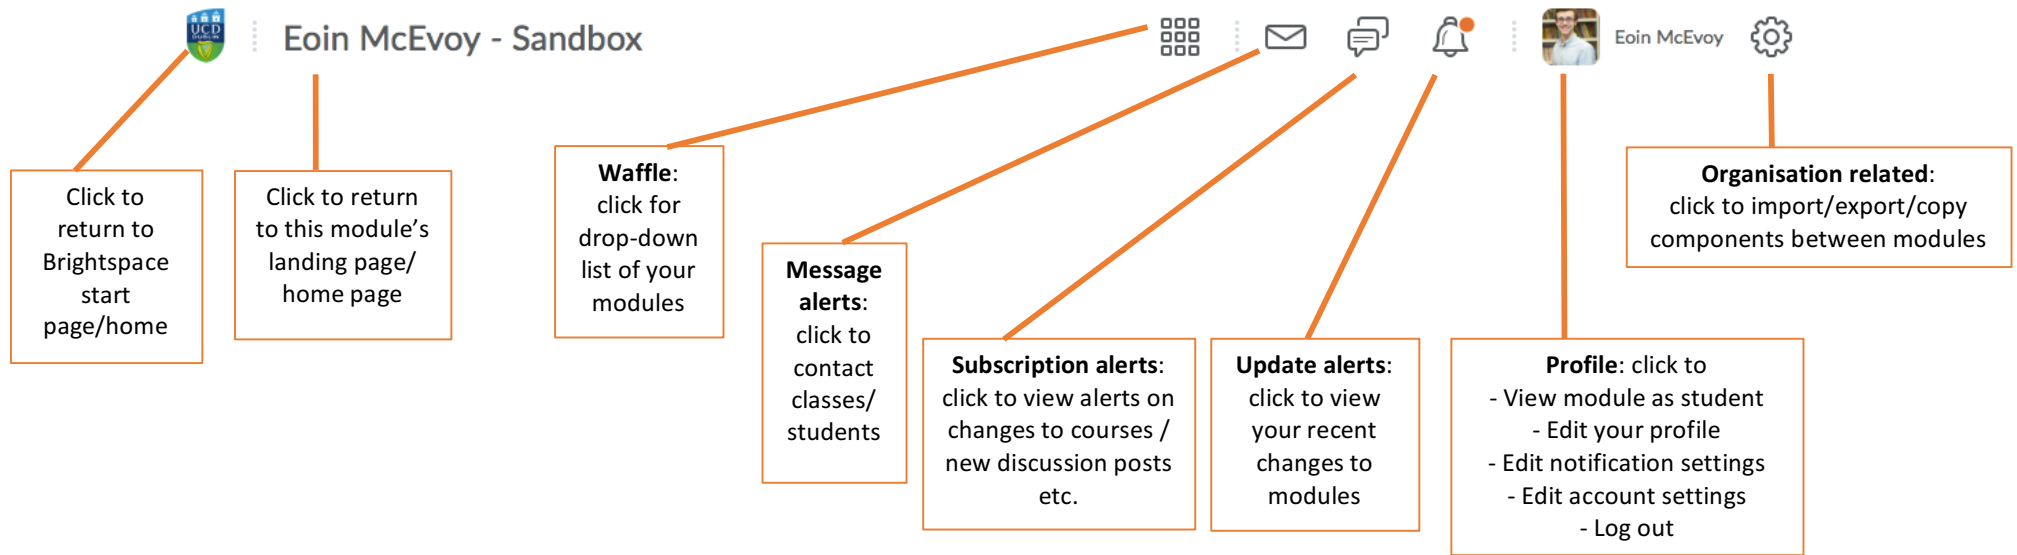 UCD
DUBLIN
Eoin McEvoy - Sandbox
Eoin McEvoy
Click to
return to
Brightspace
start
page/home
Click to return
to this module’s
landing page/
home page
Waffle:
click for
drop-down
list of your
modules
Message
alerts:
click to
contact
classes/
students
Subscription alerts:
click to view alerts on
changes to courses /
new discussion posts
etc.
Update alerts:
click to view
your recent
changes to
modules
Profile: click to
- View module as student
- Edit your profile
- Edit notification settings
- Edit account settings
- Log out
Organisation related:
click to import/export/copy
components between modules